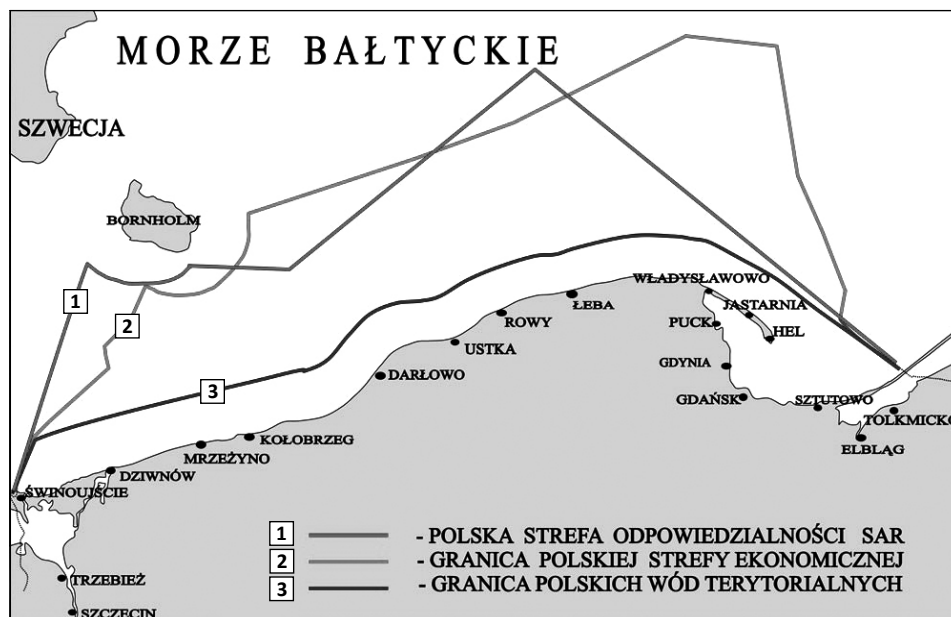 MORZE BAŁTYCKIE
SZWECJA
BORNHOLM
1
2
3
WŁADYSŁAWOWO
JASTARNIA
PUCK
HEL
ŁEBA
ROWY
USTKA
GDYNIA
DARŁOWO
GDAŃSK
SZTUTOWO
TOLKMICKO
ELBLĄG
KOŁOBRZEG
MRZEŻYNO
DZIWNÓW
ŚWINOUJŚCIE
TRZEBIEŻ
SZCZECIN
1 - POLSKA STREFA ODPOWIEDZIALNOŚCI SAR
2 - GRANICA POLSKIEJ STREFY EKONOMICZNEJ
3 - GRANICA POLSKICH WÓD TERYTORIALNYCH